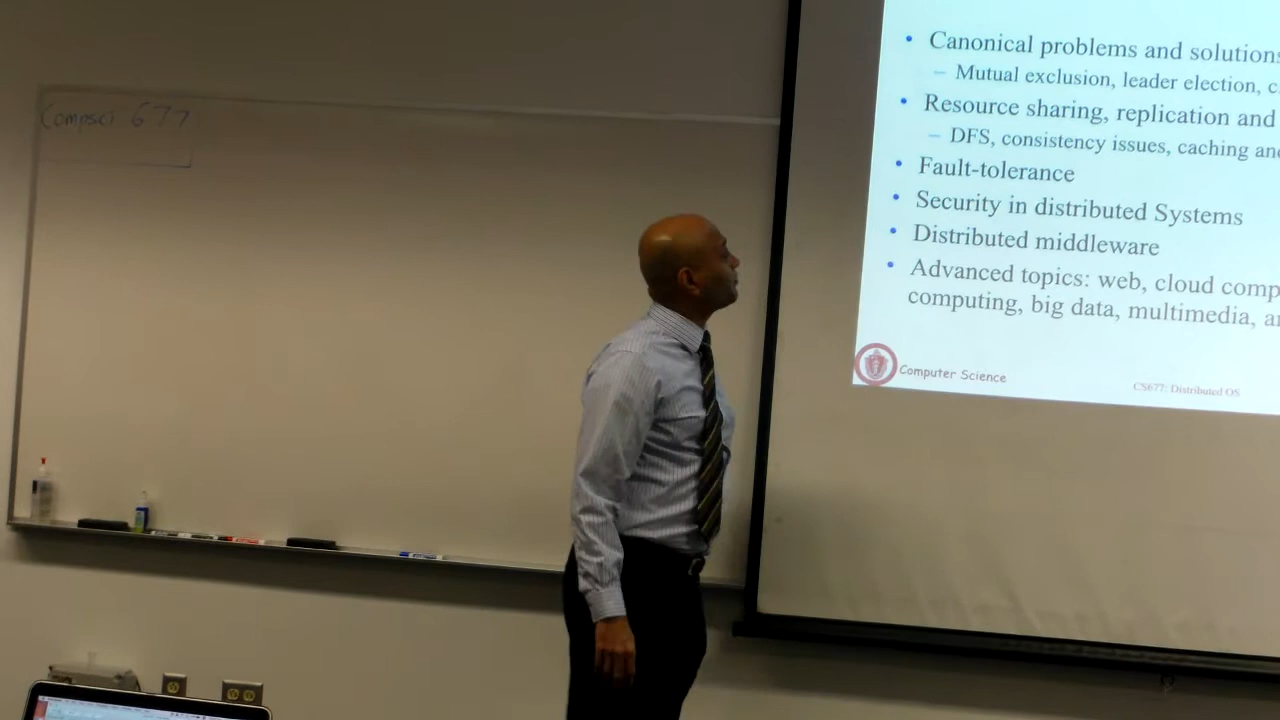 Compsci 677
Canonical problems and solutions
Mutual exclusion, leader election, c
Resource sharing, replication and
DFS, consistency issues, caching and
Fault-tolerance
Security in distributed Systems
Distributed middleware
Advanced topics: web, cloud comp
computing, big data, multimedia, a
Computer Science
CS677: Distributed OS